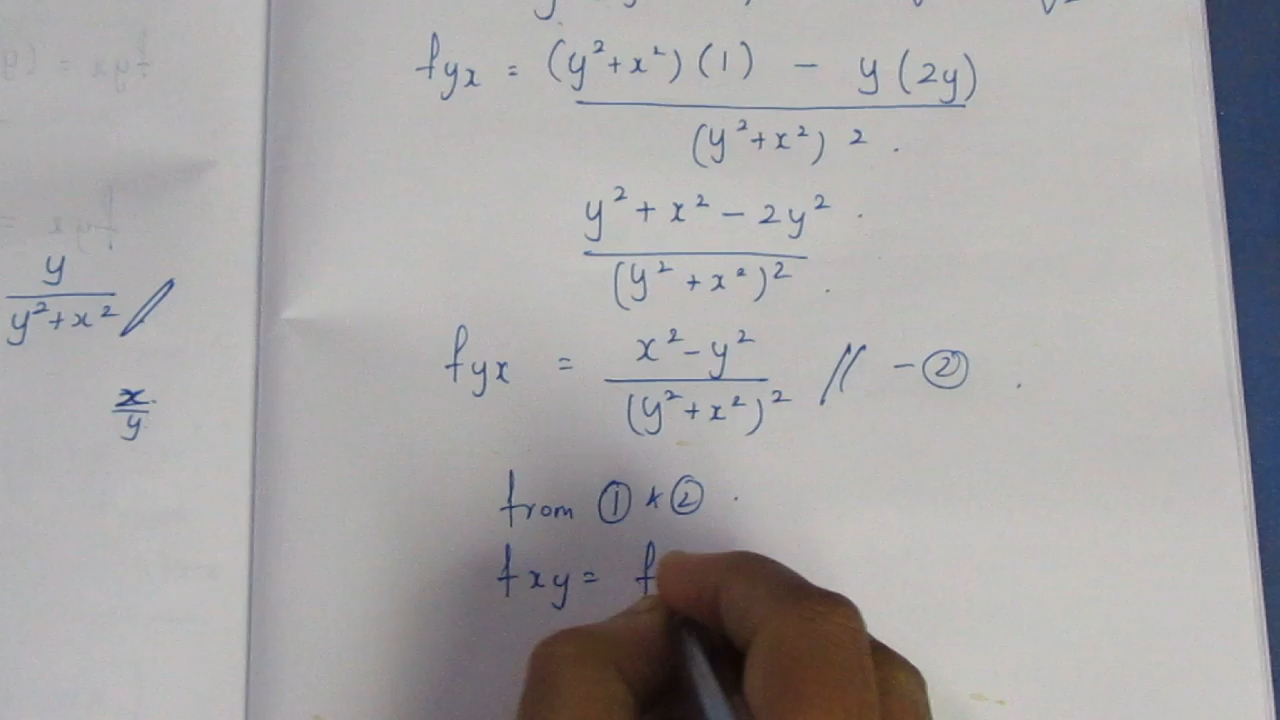 y
y²+x²
x
y
fyx = (y²+x²)(1) - y(2y)
(y²+x²)2.
y²+x²-2y².
(y²+x²)².
fyx = x²-y² // -②.
(y²+x²)²
from ① & ②.
fxy = f